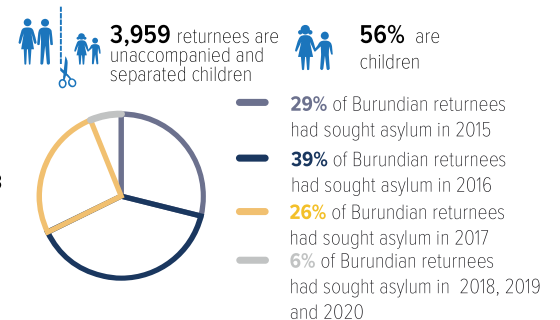 3,959 returnees are
unaccompanied and
separated children
56% are
children
29% of Burundian returnees
had sought asylum in 2015
39% of Burundian returnees
had sought asylum in 2016
26% of Burundian returnees
had sought asylum in 2017
6% of Burundian returnees
had sought asylum in 2018, 2019
and 2020